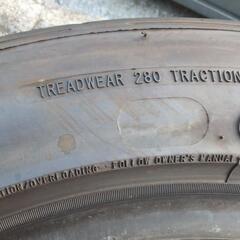 TREADWEAR 280 TRACTION
TION/OVERLOADING - FOLLOW OWNER'S MANUAL